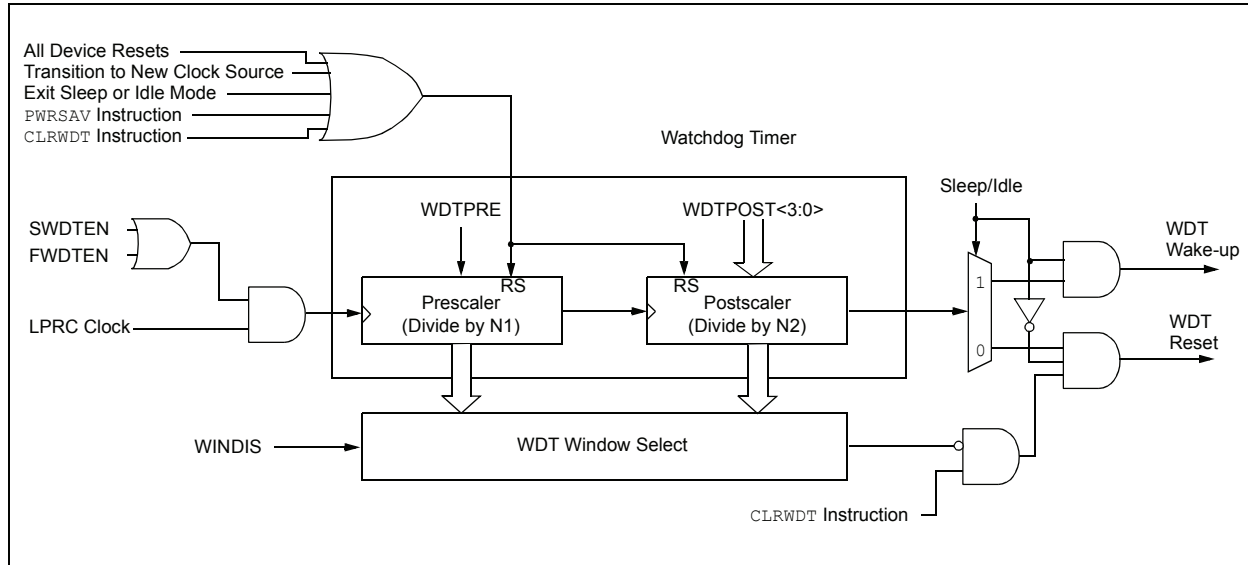 All Device Resets
Transition to New Clock Source
Exit Sleep or Idle Mode
PWRSAV Instruction
CLRWDT Instruction
Watchdog Timer
Sleep/Idle
SWDTEN
FWDTEN
WDTPRE
WDTPOST<3:0>
WDT
Wake-up
RS
RS
1
Prescaler
(Divide by N1)
Postscaler
(Divide by N2)
LPRC Clock
0
WDT
Reset
WINDIS
WDT Window Select
CLRWDT Instruction